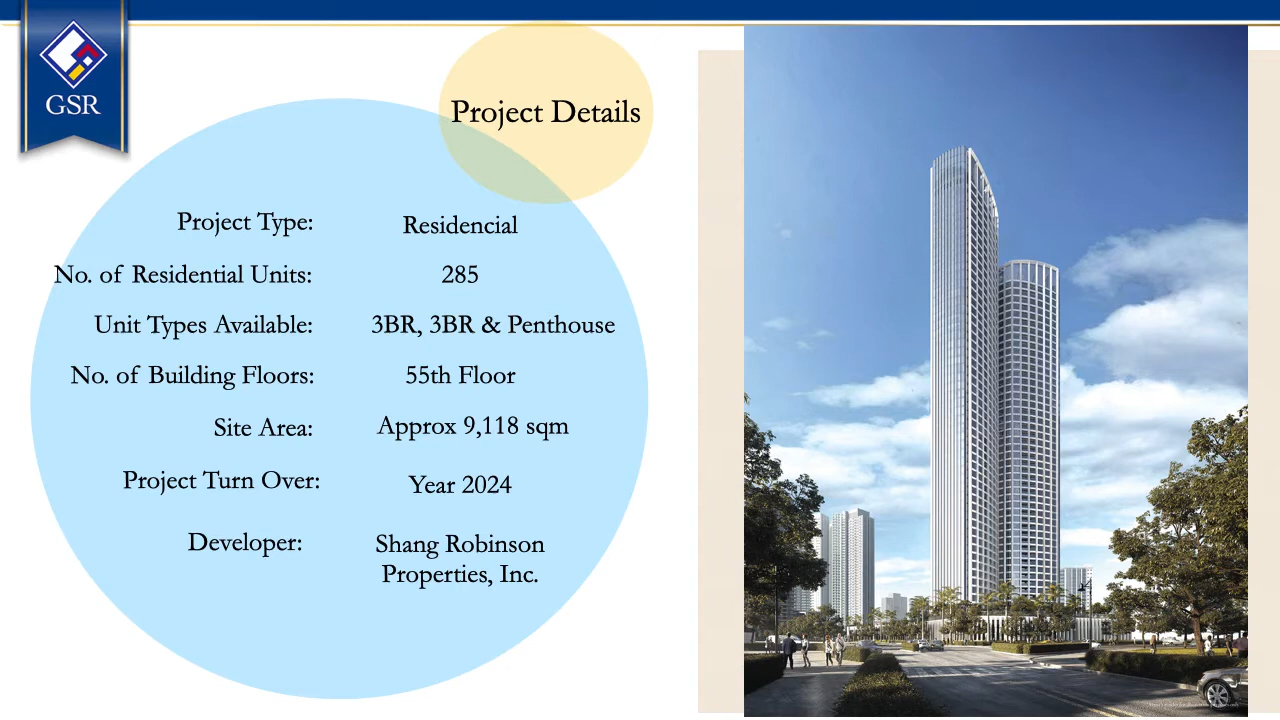 GSR
Project Details
Project Type: Residencial
No. of Residential Units: 285
Unit Types Available: 3BR, 3BR & Penthouse
No. of Building Floors: 55th Floor
Site Area: Approx 9,118 sqm
Project Turn Over: Year 2024
Developer: Shang Robinson
Properties, Inc.